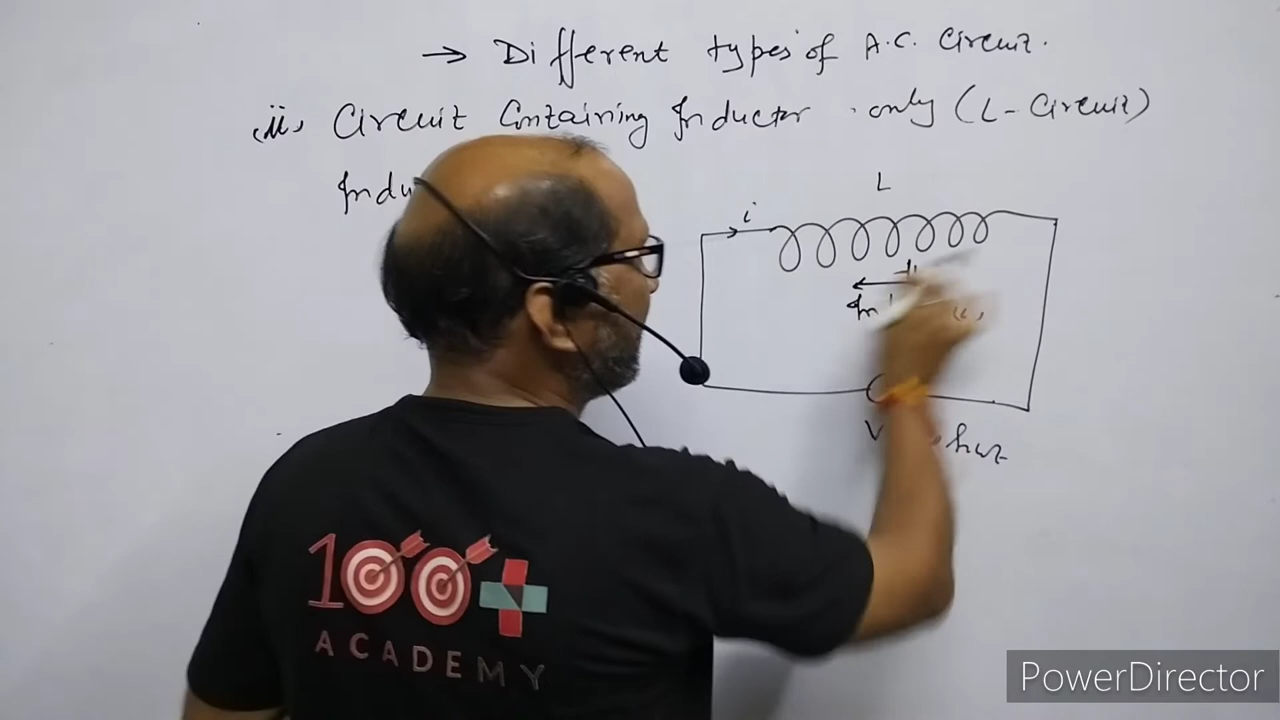 → Different types of A.C. Circuit.
(ii) Circuit Containing Inductor only (L-Circuit)
L
i
100+
ACADEMY
PowerDirector